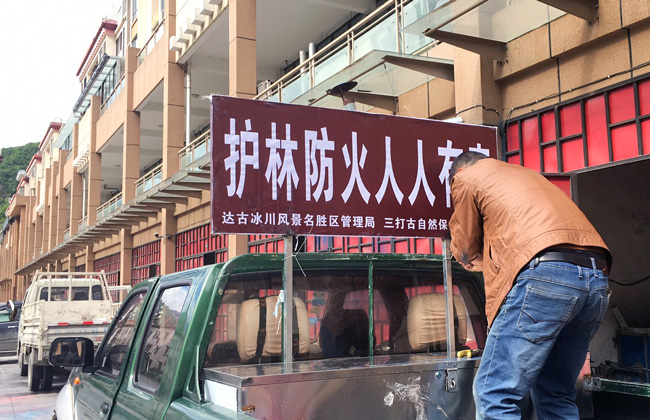 护林防火人人有
达古冰川风景名胜区管理局 三打古自然保